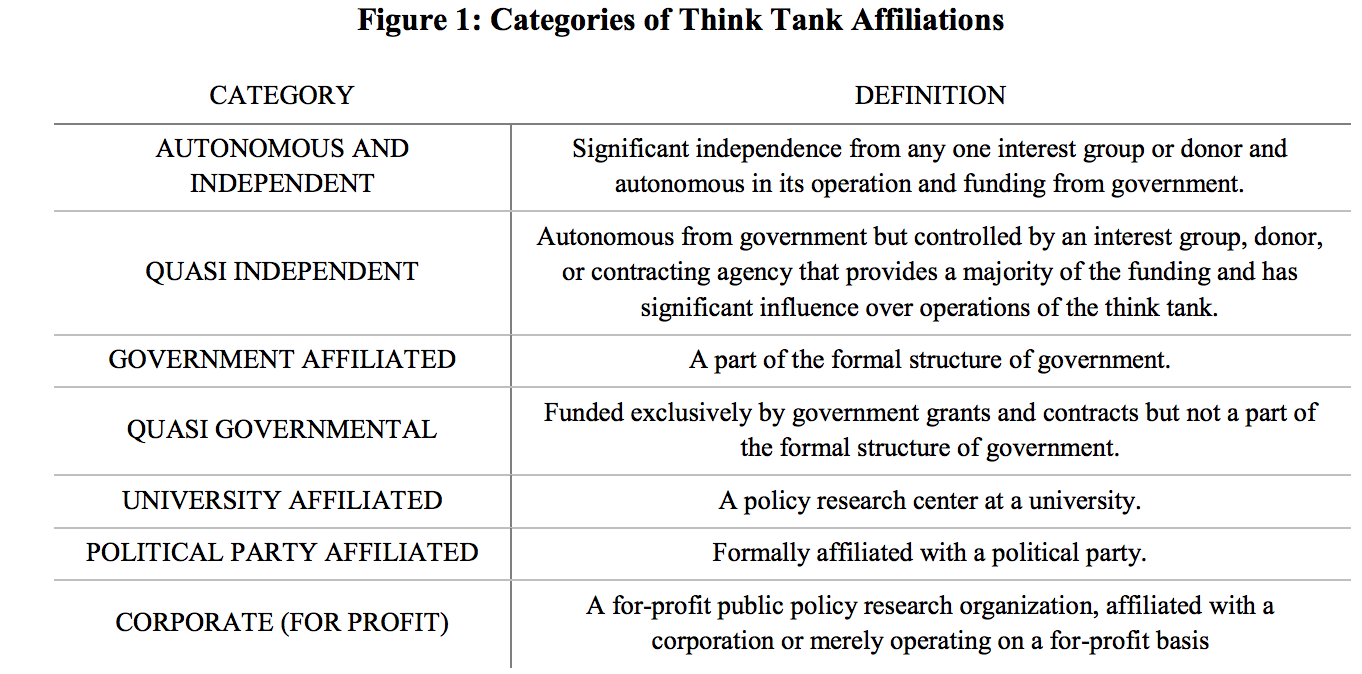 Figure 1: Categories of Think Tank Affiliations
CATEGORY
DEFINITION
AUTONOMOUS AND
INDEPENDENT
Significant independence from any one interest group or donor and
autonomous in its operation and funding from government.
QUASI INDEPENDENT
Autonomous from government but controlled by an interest group, donor,
or contracting agency that provides a majority of the funding and has
significant influence over operations of the think tank.
GOVERNMENT AFFILIATED
A part of the formal structure of government.
QUASI GOVERNMENTAL
Funded exclusively by government grants and contracts but not a part of
the formal structure of government.
UNIVERSITY AFFILIATED
A policy research center at a university.
POLITICAL PARTY AFFILIATED
Formally affiliated with a political party.
CORPORATE (FOR PROFIT)
A for-profit public policy research organization, affiliated with a
corporation or merely operating on a for-profit basis